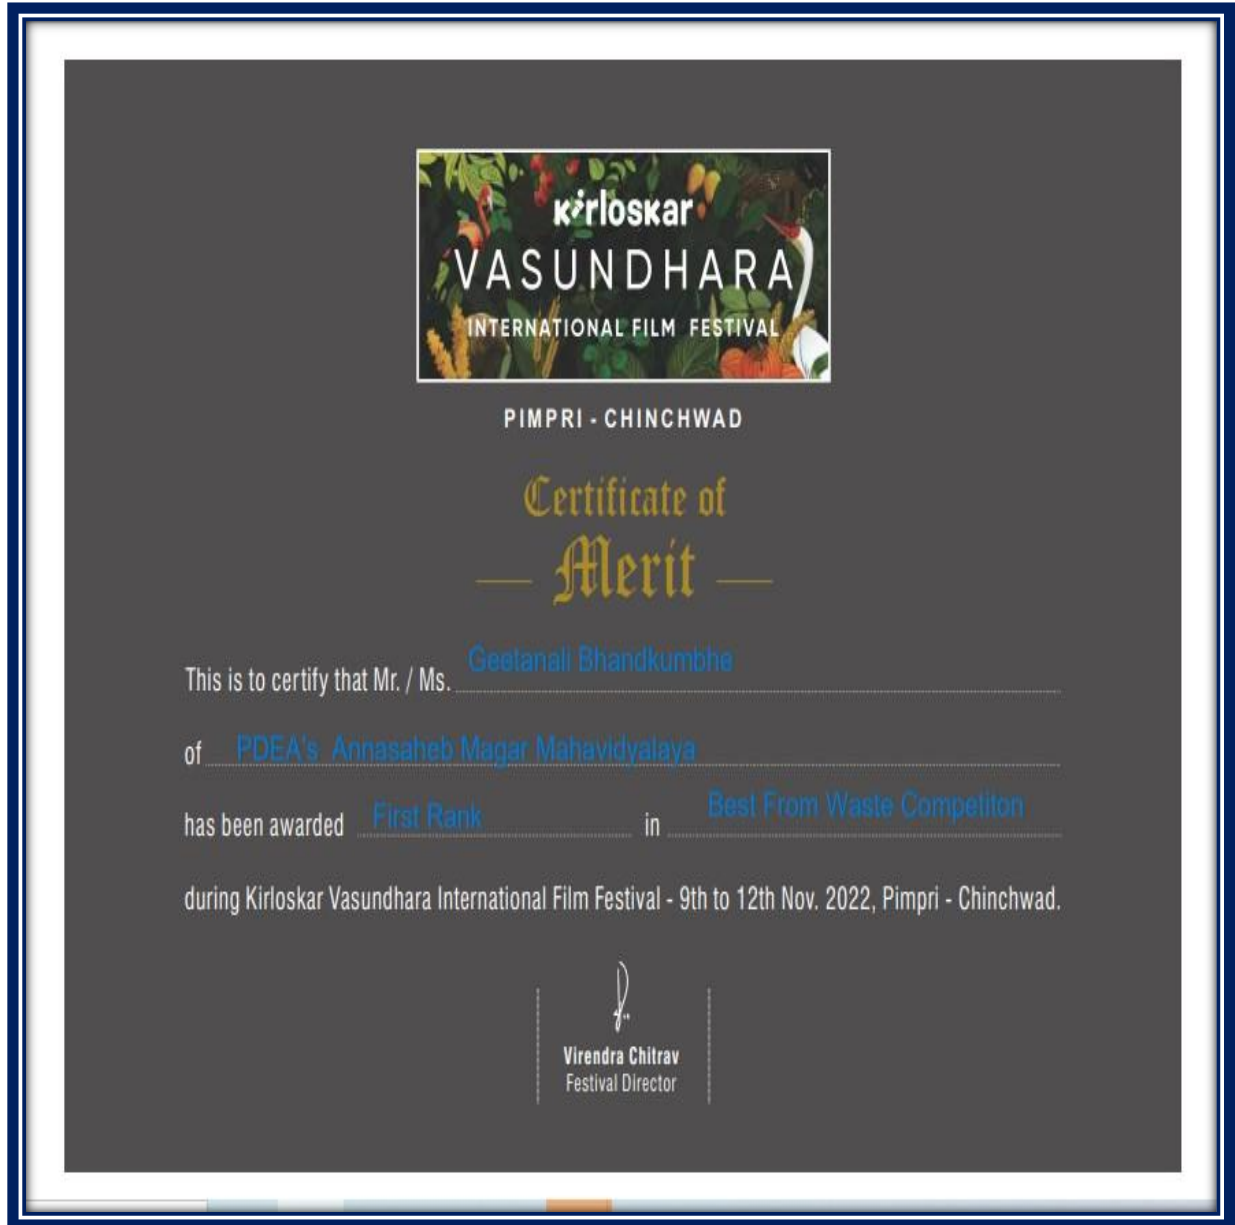 kirloskar
VASUNDHARA
INTERNATIONAL FILM FESTIVAL
PIMPRI - CHINCHWAD
Certificate of
Merit
This is to certify that Mr. / Ms. Geetanali Bhandkumbhe
of PDEA's Annasaheb Magar Mahavidyalaya
has been awarded First Rank in Best From Waste Competiton
during Kirloskar Vasundhara International Film Festival - 9th to 12th Nov. 2022, Pimpri - Chinchwad.
Virendra Chitrav
Festival Director